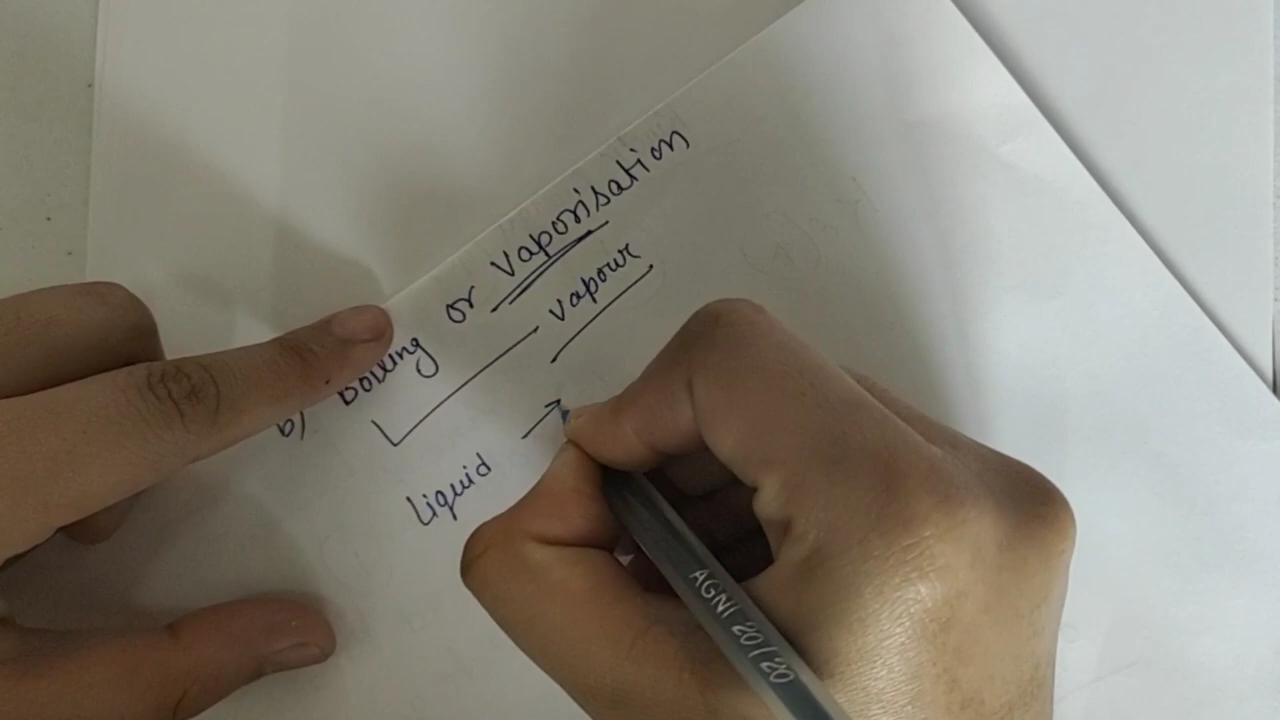 b) Boiling or Vaporisation
vapour
Liquid →
AGNI 20/20